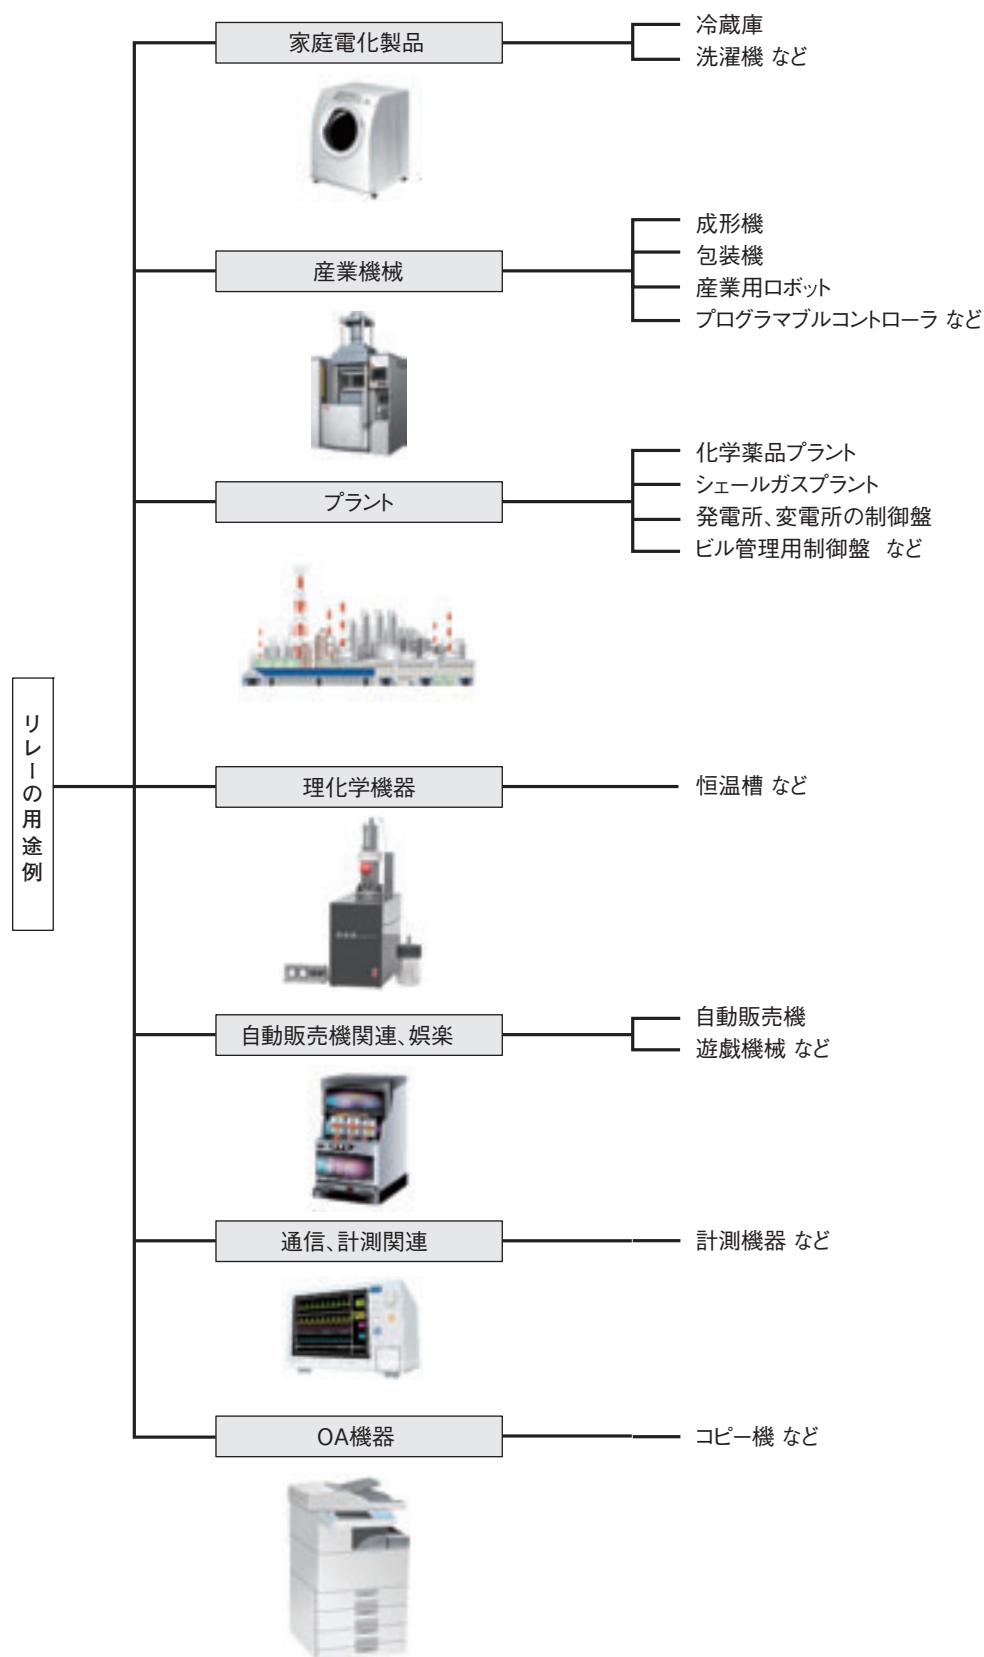 リレーの用途例
家庭電化製品
冷蔵庫
洗濯機 など
産業機械
成形機
包装機
産業用ロボット
プログラマブルコントローラ など
プラント
化学薬品プラント
シェールガスプラント
発電所、変電所の制御盤
ビル管理用制御盤 など
理化学機器
恒温槽 など
自動販売機関連、娯楽
自動販売機
遊戯機械 など
通信、計測関連
計測機器 など
OA機器
コピー機 など